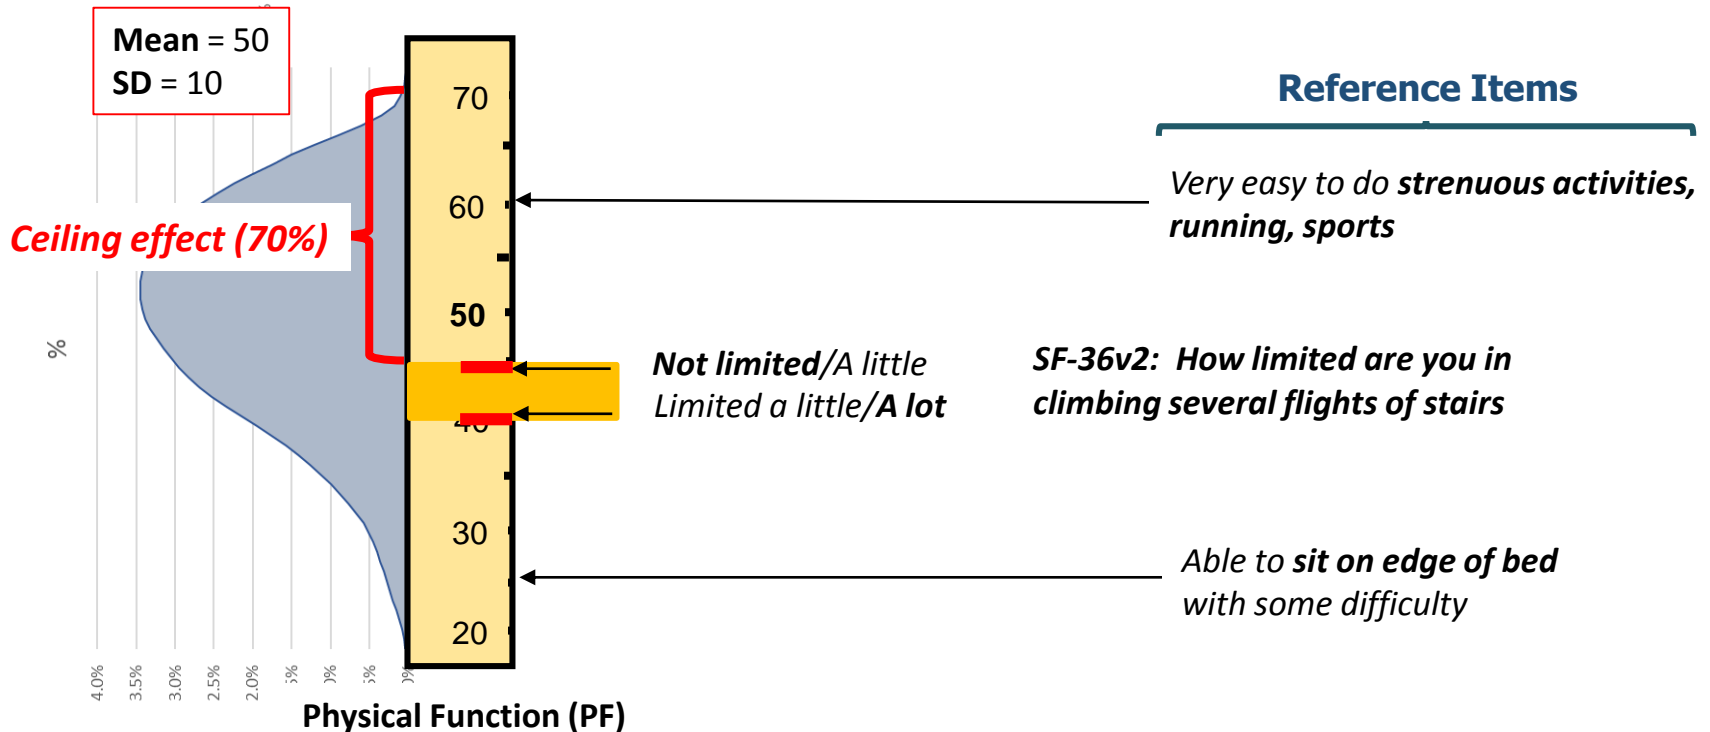 Mean = 50
SD = 10
Reference Items
70
Very easy to do strenuous activities,
running, sports
60
Ceiling effect (70%)
50
%
Not limited/A little
Limited a little/A lot
SF-36v2: How limited are you in
climbing several flights of stairs
40
30
Able to sit on edge of bed
with some difficulty
20
4.0%
3.5%
3.0%
2.5%
2.0%
Physical Function (PF)